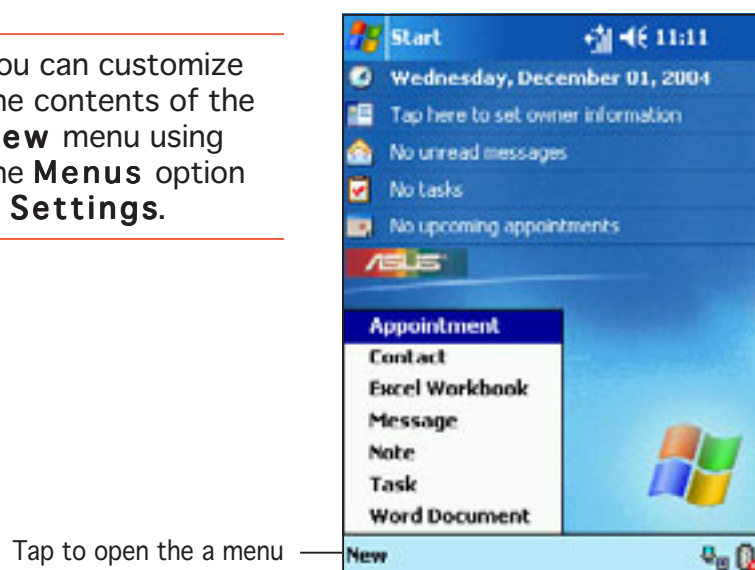 ou can customize
he contents of the
ew menu using
he Menus option
Settings.
Start 11:11
Wednesday, December 01, 2004
Tap here to set owner information
No unread messages
No tasks
No upcoming appointments
ASUS
Appointment
Contact
Excel Workbook
Message
Note
Task
Word Document
Tap to open the a menu
New